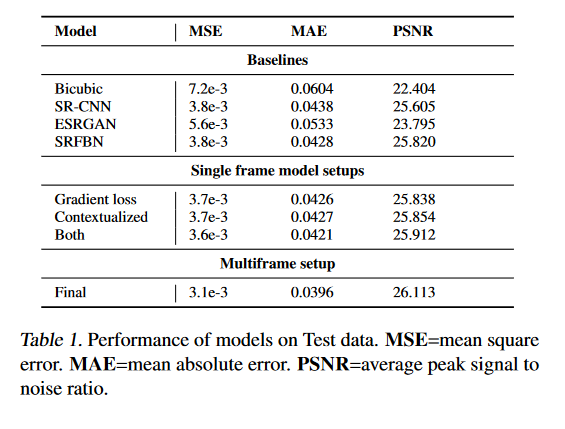 Model MSE MAE PSNR
Baselines
Bicubic 7.2e-3 0.0604 22.404
SR-CNN 3.8e-3 0.0438 25.605
ESRGAN 5.6e-3 0.0533 23.795
SRFBN 3.8e-3 0.0428 25.820
Single frame model setups
Gradient loss 3.7e-3 0.0426 25.838
Contextualized 3.7e-3 0.0427 25.854
Both 3.6e-3 0.0421 25.912
Multiframe setup
Final 3.1e-3 0.0396 26.113
Table 1. Performance of models on Test data. MSE=mean square
error. MAE=mean absolute error. PSNR=average peak signal to
noise ratio.